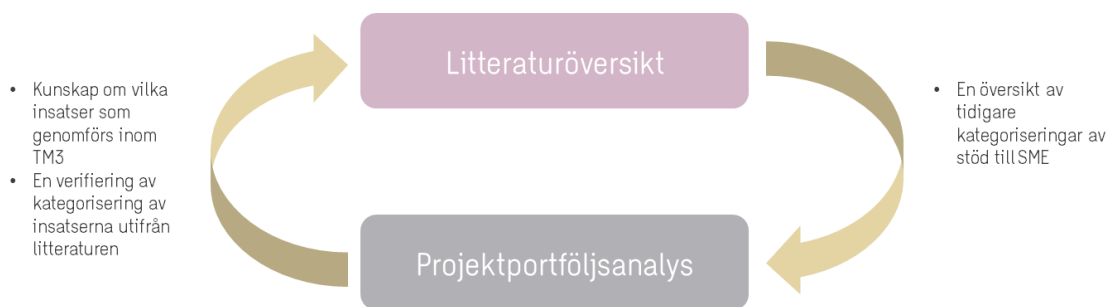 Litteraturöversikt
• Kunskap om vilka
insatser som
genomförs inom
TM3
• En verifiering av
kategorisering av
insatserna utifrån
litteraturen
• En översikt av
tidigare
kategoriseringar av
stöd till SME
Projektportföljsanalys